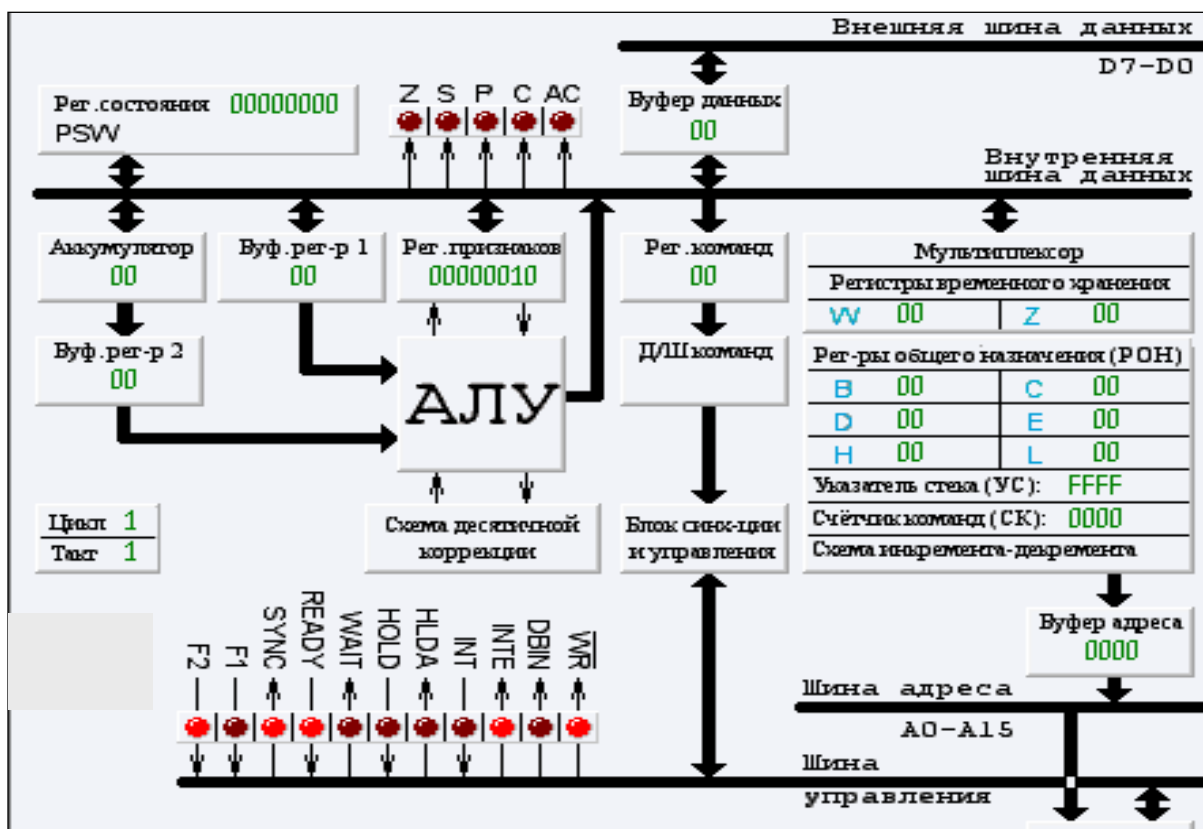 Внешняя шина данных
D7-D0
Рег.состояния 00000000
PSW
Z S P C AC
Буфер данных
00
Внутренняя
шина данных
Аккумулятор
00
Буф.рег-р 1
00
Рег.признаков
00000010
Рег.команд
00
Мультиплексор
Регистры временного хранения
W 00 Z 00
Буф.рег-р 2
00
АЛУ
Д/Ш команд
Рег-ры общего назначения (РОН)
B 00 C 00
D 00 E 00
H 00 L 00
Указатель стека (УС): FFFF
Счётчик команд (СК): 0000
Схема инкремента-декремента
Цикл 1
Такт 1
Схема десятичной
коррекции
Блок синх-ции
и управления
Буфер адреса
0000
F2 F1 SYNC READY WAIT HOLD HLDA INT INTE DBIN WR
Шина адреса
A0-A15
Шина
управления